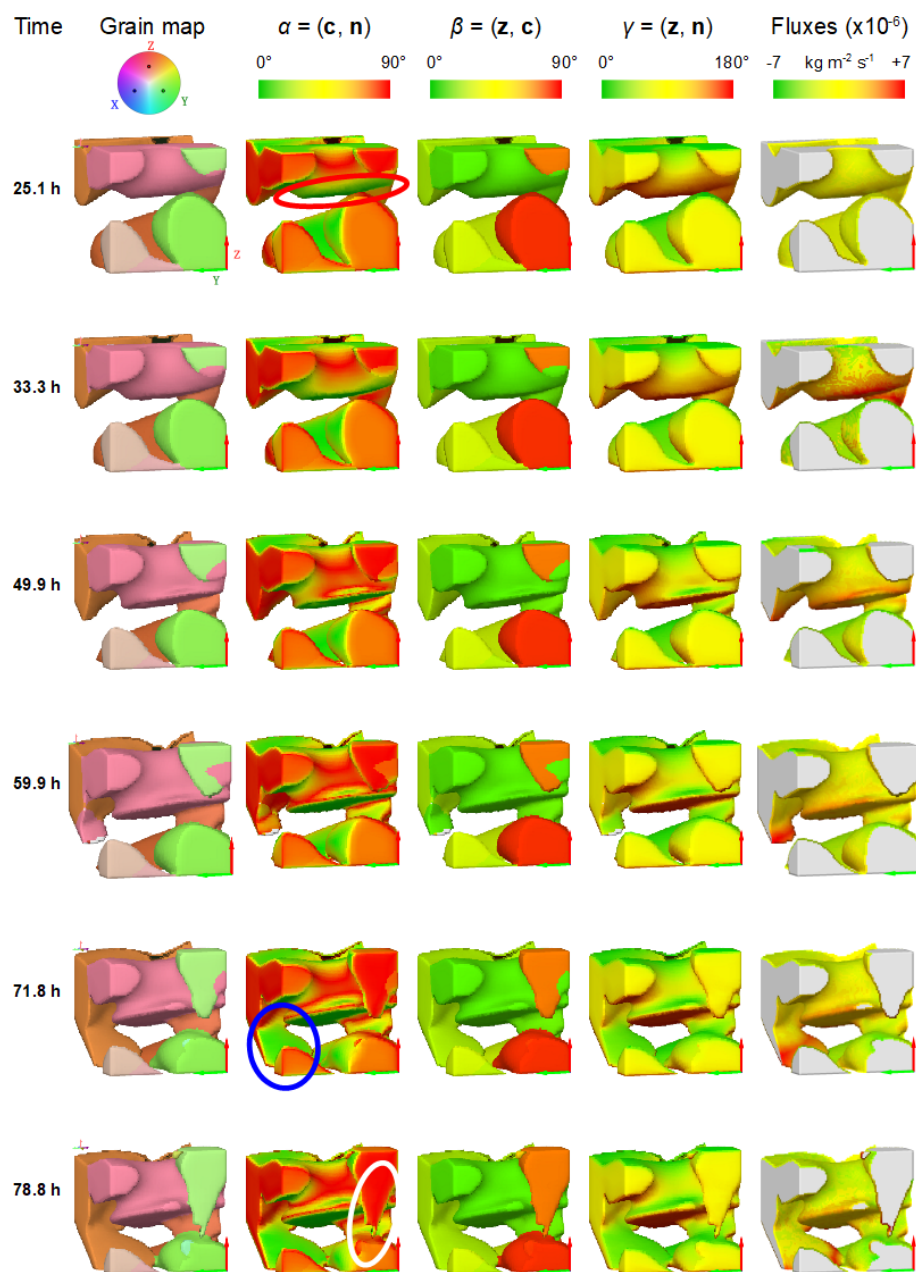 Time Grain map α = (c, n) β = (z, c) γ = (z, n) Fluxes (x10⁻⁶)
0° 90° 0° 90° 0° 180° -7 kg m⁻² s⁻¹ +7
Z
X Y
25.1 h
Z
Y
33.3 h
49.9 h
59.9 h
71.8 h
78.8 h